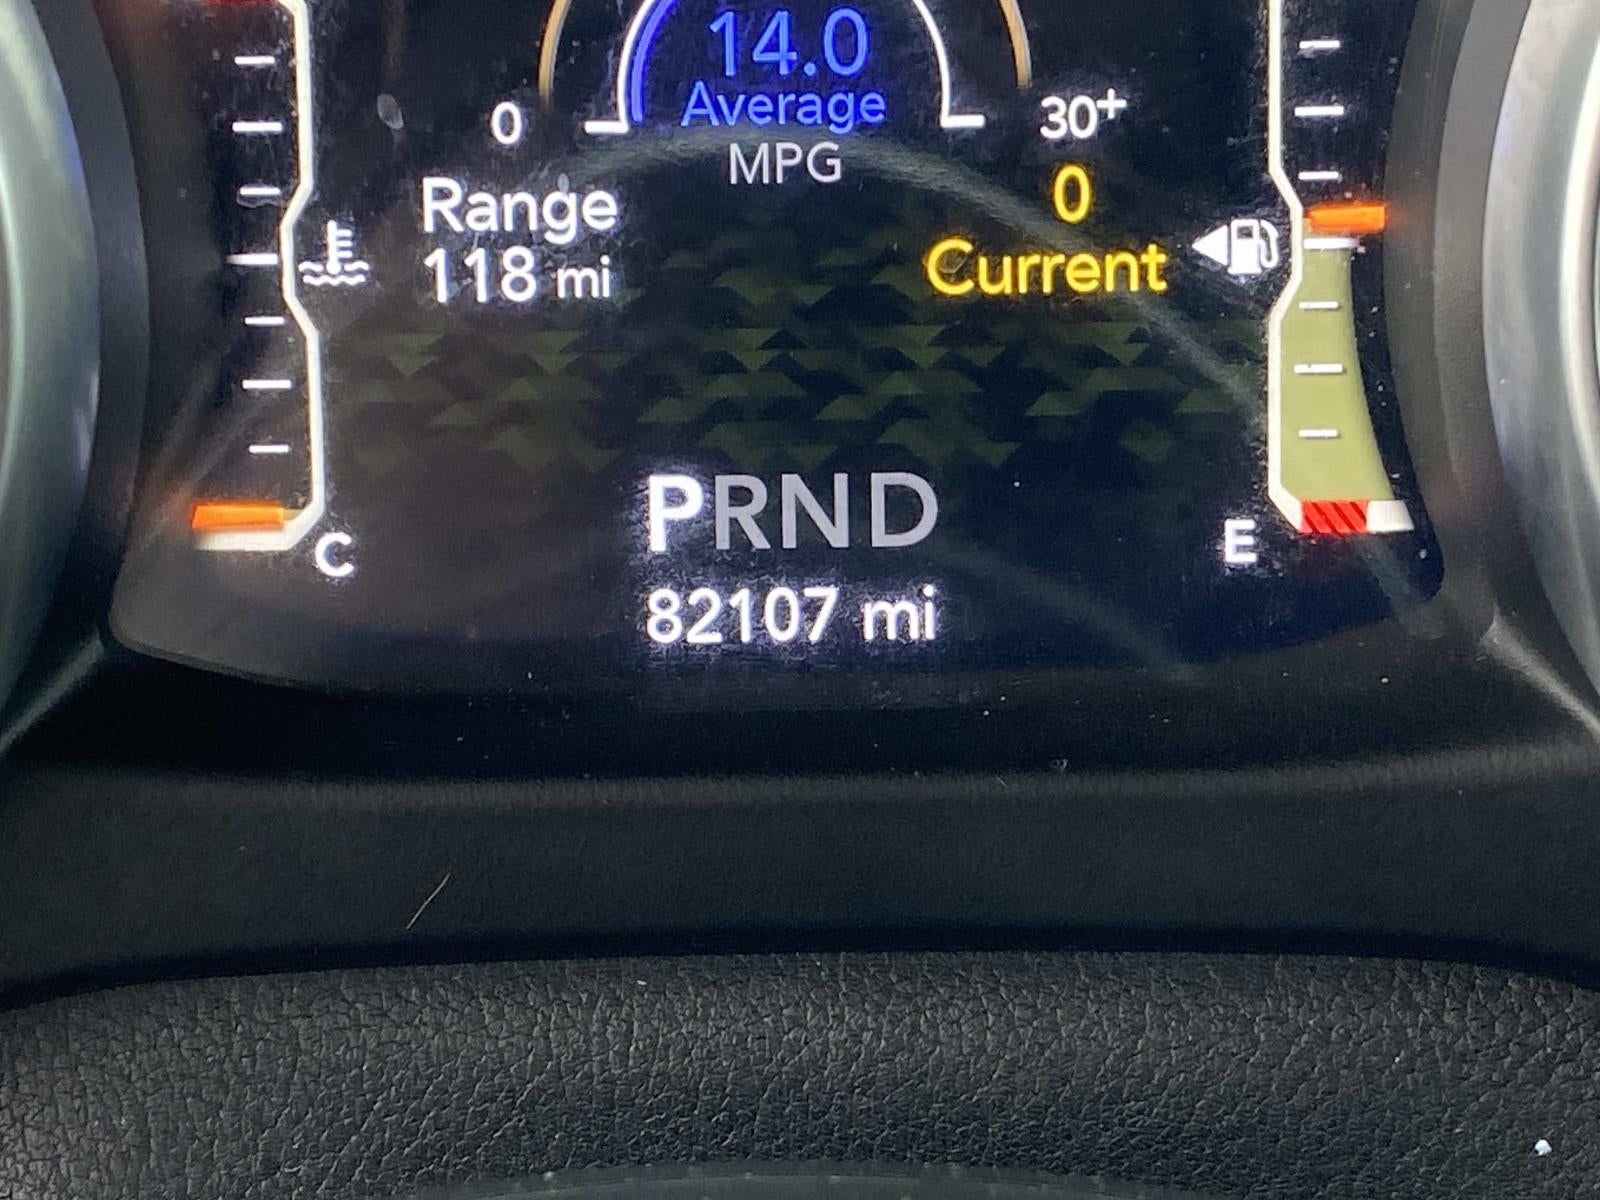 14.0
Average
0 30+
MPG
Range 0
118 mi Current
PRND
C E
82107 mi